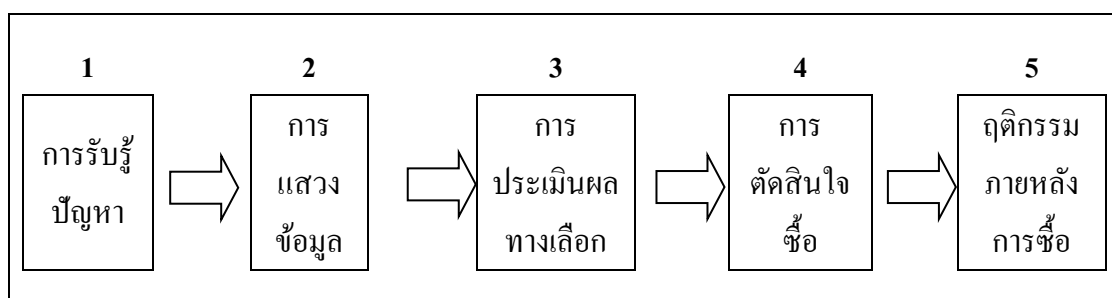 1
การรับรู้
ปัญหา
2
การ
แสวง
ข้อมูล
3
การ
ประเมินผล
ทางเลือก
4
การ
ตัดสินใจ
ซื้อ
5
ฤติกรรม
ภายหลัง
การซื้อ